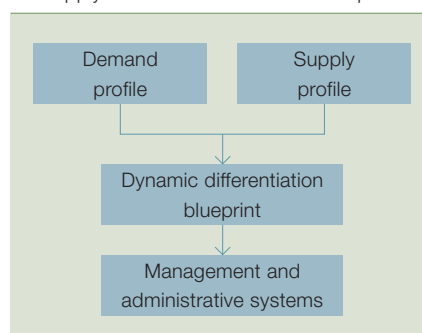 Demand
profile
Supply
profile
Dynamic differentiation
blueprint
Management and
administrative systems